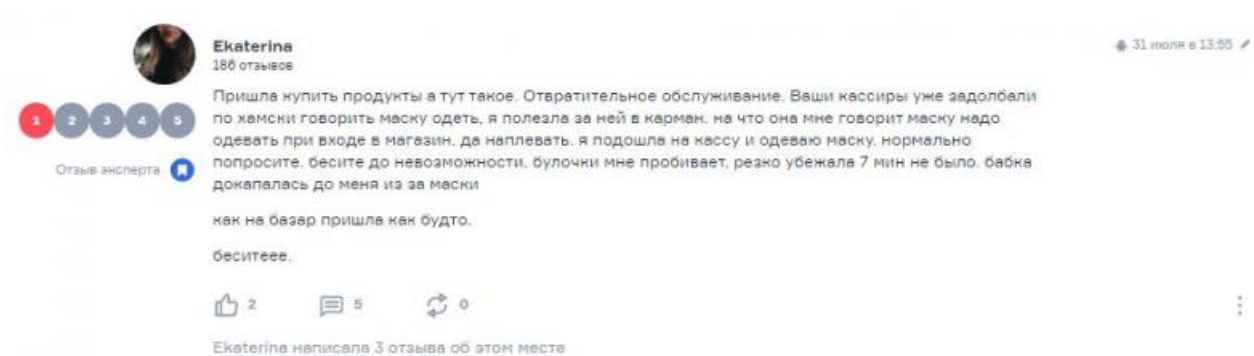 Ekaterina
186 отзывов
31 июля в 13:55
Пришла купить продукты а тут такое. Отвратительное обслуживание. Ваши кассиры уже задолбали
по хамски говорить маску одеть, я полезла за ней в карман. на что она мне говорит маску надо
одевать при входе в магазин. да наплевать. я подошла на кассу и одеваю маску. нормально
попросите. бесите до невозможности. булочки мне пробивает, резко убежала 7 мин не было. бабка
докапалась до меня из за маски
как на базар пришла как будто.
беситеее.
1 2 3 4 5
Отзыв эксперта
2 5 0
Ekaterina написала 3 отзыва об этом месте